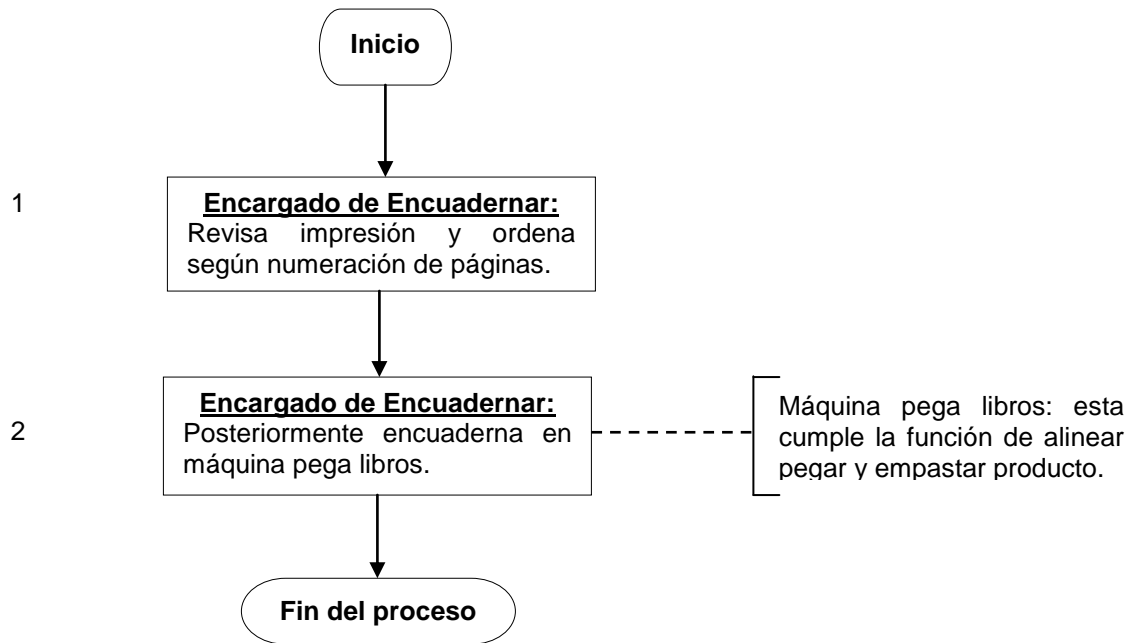 Inicio
1
Encargado de Encuadernar:
Revisa impresión y ordena
según numeración de páginas.
2
Encargado de Encuadernar:
Posteriormente encuaderna en
máquina pega libros.
Máquina pega libros: esta
cumple la función de alinear
pegar y empastar producto.
Fin del proceso